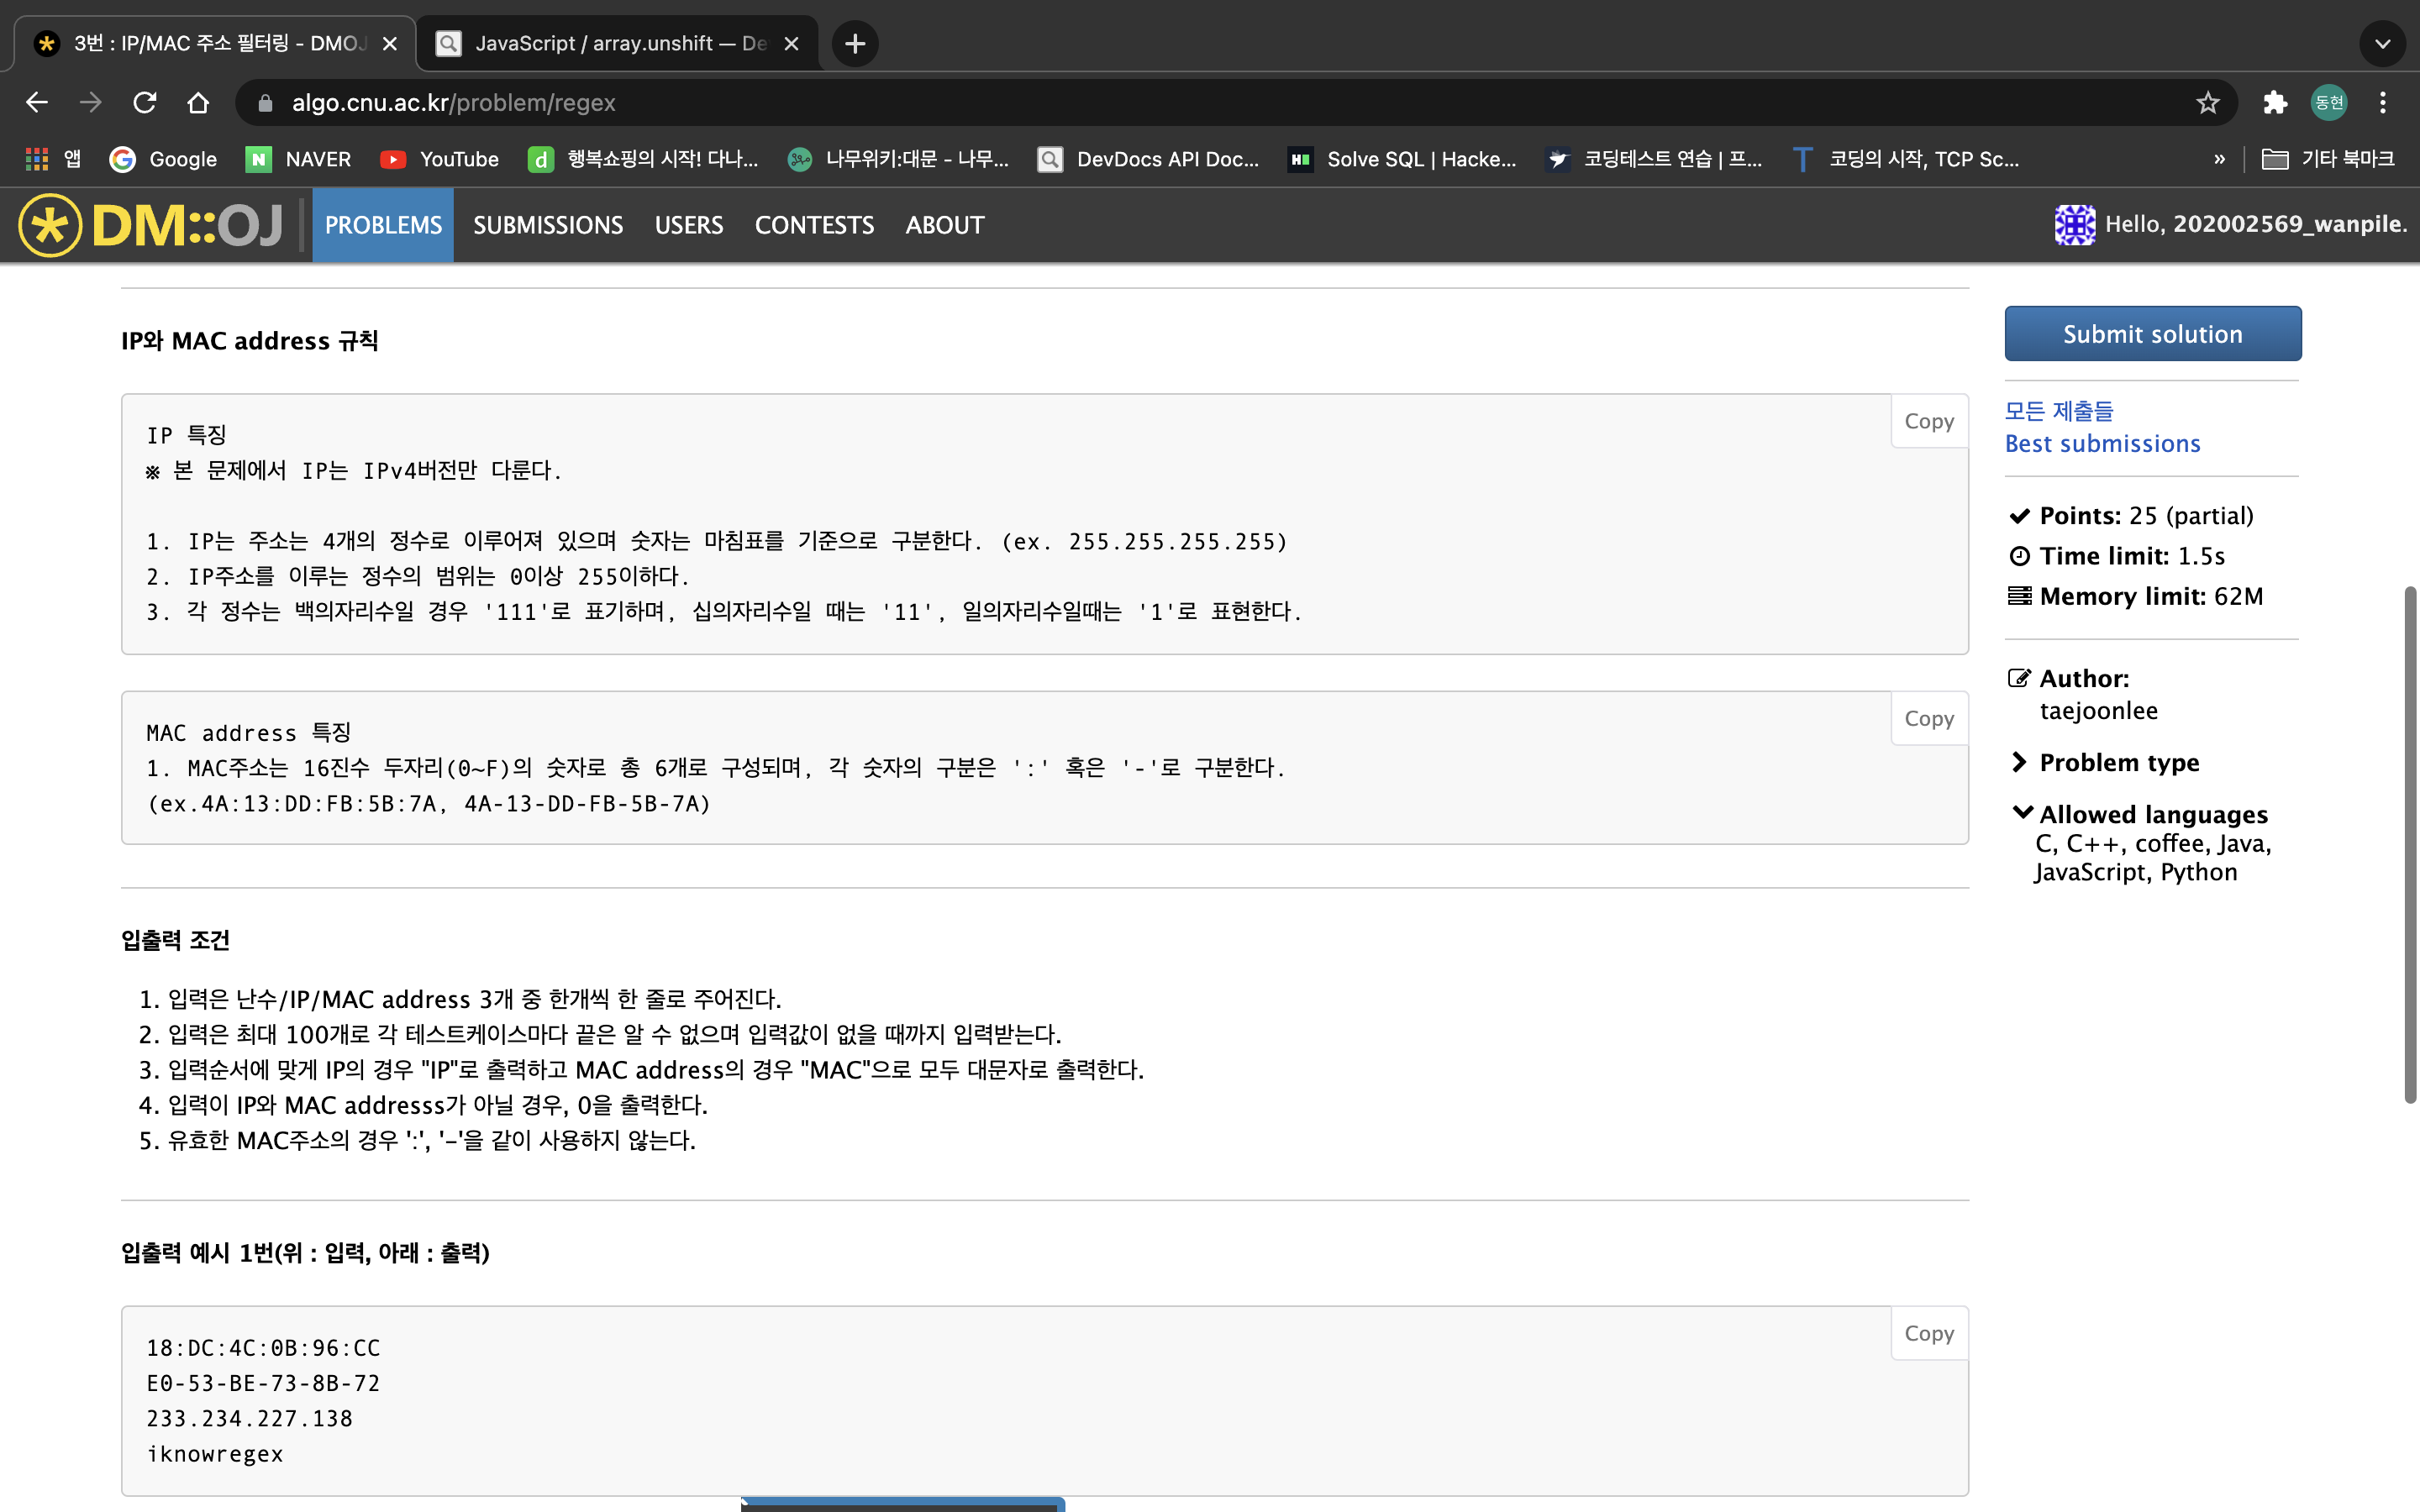 3번 : IP/MAC 주소 필터링 - DMOJ
JavaScript / array.unshift — De
algo.cnu.ac.kr/problem/regex
동현
앱
Google
NAVER
YouTube
행복쇼핑의 시작! 다나...
나무위키:대문 - 나무...
DevDocs API Doc...
Solve SQL | Hacke...
코딩테스트 연습 | 프...
코딩의 시작, TCP Sc...
»
기타 북마크
DM::OJ
PROBLEMS
SUBMISSIONS
USERS
CONTESTS
ABOUT
Hello, 202002569_wanpile.
IP와 MAC address 규칙
Copy
IP 특징
※ 본 문제에서 IP는 IPv4버전만 다룬다.
1. IP는 주소는 4개의 정수로 이루어져 있으며 숫자는 마침표를 기준으로 구분한다. (ex. 255.255.255.255)
2. IP주소를 이루는 정수의 범위는 0이상 255이하다.
3. 각 정수는 백의자리수일 경우 '111'로 표기하며, 십의자리수일 때는 '11', 일의자리수일때는 '1'로 표현한다.
Copy
MAC address 특징
1. MAC주소는 16진수 두자리(0~F)의 숫자로 총 6개로 구성되며, 각 숫자의 구분은 ':' 혹은 '-'로 구분한다.
(ex.4A:13:DD:FB:5B:7A, 4A-13-DD-FB-5B-7A)
입출력 조건
1. 입력은 난수/IP/MAC address 3개 중 한개씩 한 줄로 주어진다.
2. 입력은 최대 100개로 각 테스트케이스마다 끝은 알 수 없으며 입력값이 없을 때까지 입력받는다.
3. 입력순서에 맞게 IP의 경우 "IP"로 출력하고 MAC address의 경우 "MAC"으로 모두 대문자로 출력한다.
4. 입력이 IP와 MAC addresss가 아닐 경우, 0을 출력한다.
5. 유효한 MAC주소의 경우 ':', '-'을 같이 사용하지 않는다.
입출력 예시 1번(위 : 입력, 아래 : 출력)
Copy
18:DC:4C:0B:96:CC
E0-53-BE-73-8B-72
233.234.227.138
iknowregex
Submit solution
모든 제출들
Best submissions
Points: 25 (partial)
Time limit: 1.5s
Memory limit: 62M
Author:
taejoonlee
Problem type
Allowed languages
C, C++, coffee, Java,
JavaScript, Python